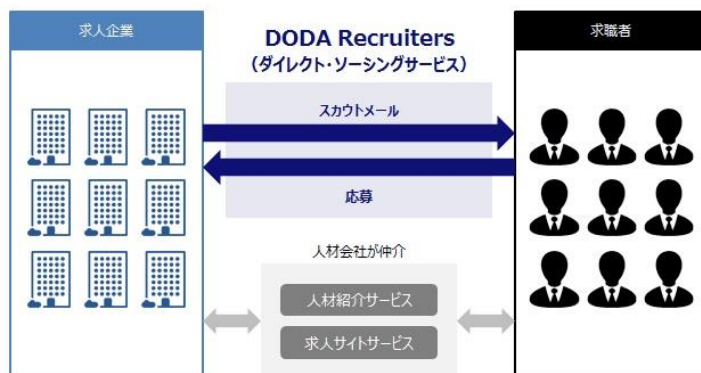 求人企業
DODA Recruiters
(ダイレクト・ソーシングサービス)
求職者
スカウトメール
応募
人材会社が仲介
人材紹介サービス
求人サイトサービス